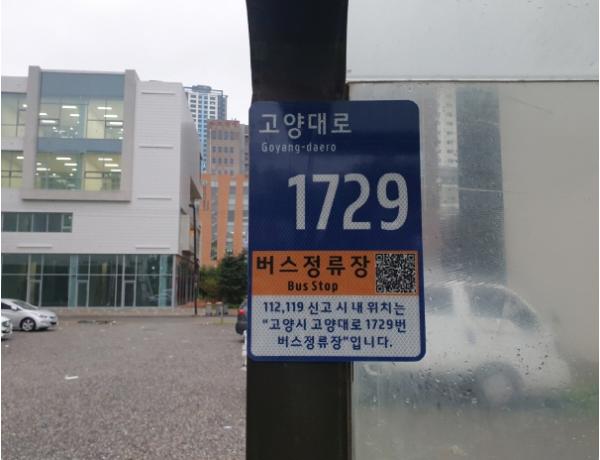 고양대로
Goyang-daero
1729
버스정류장
Bus Stop
112,119 신고 시 내 위치는
"고양시 고양대로 1729번
버스정류장"입니다.